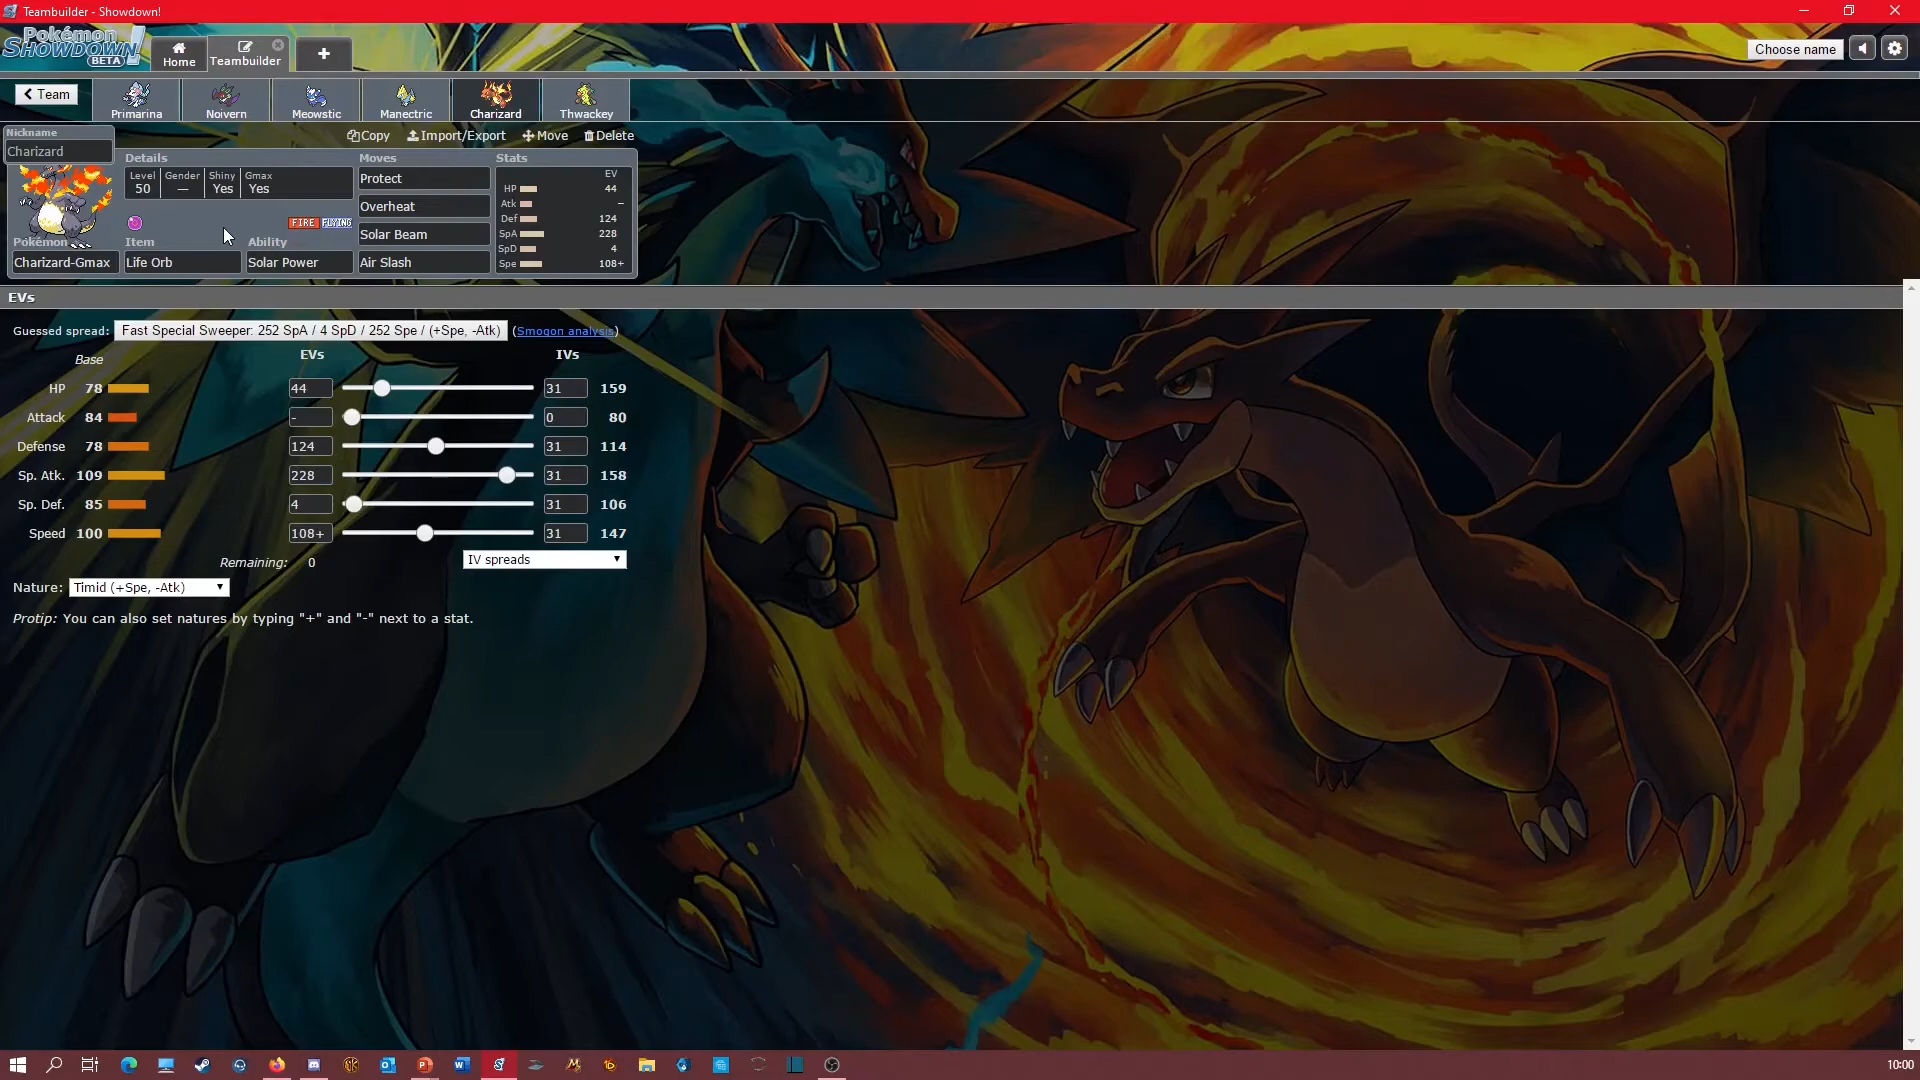 Teambuilder - Showdown!
Pokémon
SHOWDOWN!
BETA
Home
Teambuilder
+
Choose name
Team
Primarina
Noivern
Meowstic
Manectric
Charizard
Thwackey
Copy
Import/Export
Move
Delete
Nickname
Charizard
Details
Moves
Stats
Level
Gender
Shiny
Gmax
50
—
Yes
Yes
Protect
Overheat
Solar Beam
Air Slash
EV
HP 44
Atk –
Def 124
SpA 228
SpD 4
Spe 108+
FIRE FLYING
Pokémon
Item
Ability
Charizard-Gmax
Life Orb
Solar Power
EVs
Guessed spread: Fast Special Sweeper: 252 SpA / 4 SpD / 252 Spe / (+Spe, -Atk) (Smogon analysis)
Base EVs IVs
HP 78 44 31 159
Attack 84 - 0 80
Defense 78 124 31 114
Sp. Atk. 109 228 31 158
Sp. Def. 85 4 31 106
Speed 100 108+ 31 147
Remaining: 0 IV spreads
Nature: Timid (+Spe, -Atk)
Protip: You can also set natures by typing "+" and "-" next to a stat.
10:00